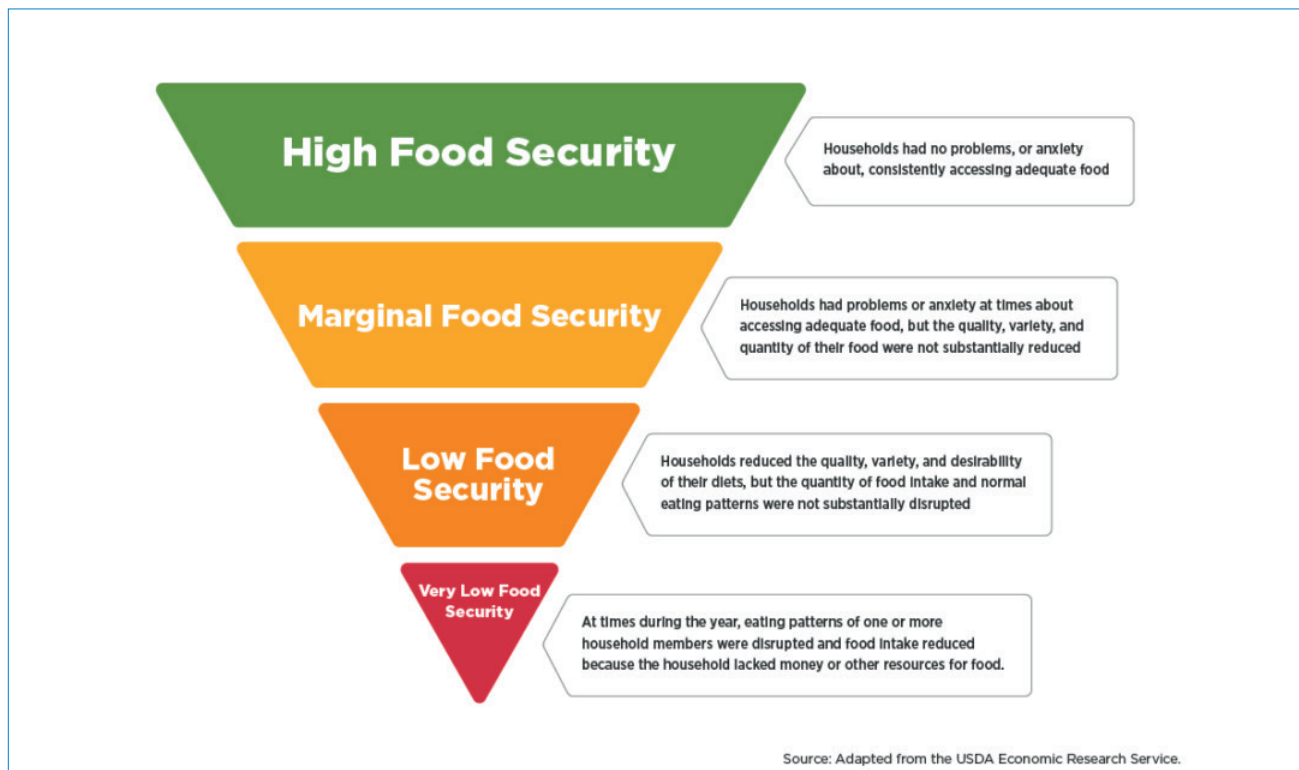 High Food Security
Households had no problems, or anxiety
about, consistently accessing adequate food
Marginal Food Security
Households had problems or anxiety at times about
accessing adequate food, but the quality, variety, and
quantity of their food were not substantially reduced
Low Food
Security
Households reduced the quality, variety, and desirability
of their diets, but the quantity of food intake and normal
eating patterns were not substantially disrupted
Very Low Food
Security
At times during the year, eating patterns of one or more
household members were disrupted and food intake reduced
because the household lacked money or other resources for food.
Source: Adapted from the USDA Economic Research Service.